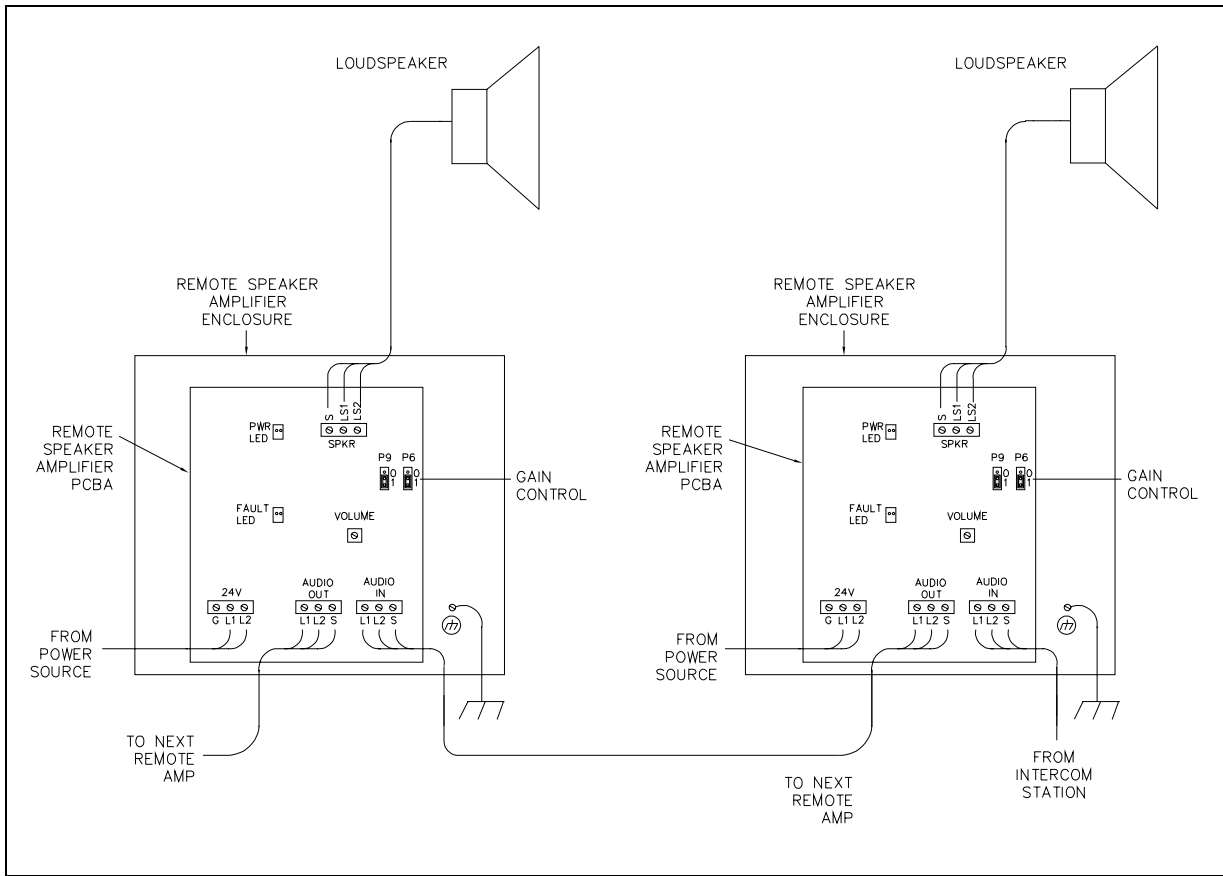 LOUDSPEAKER
REMOTE SPEAKER
AMPLIFIER
ENCLOSURE
REMOTE
SPEAKER
AMPLIFIER
PCBA
S
LS1
LS2
PWR
LED
SPKR
P9 P6
0
1
GAIN
CONTROL
FAULT
LED
VOLUME
24V
G L1 L2
AUDIO
OUT
L1 L2 S
AUDIO
IN
L1 L2 S
FROM
POWER
SOURCE
TO NEXT
REMOTE
AMP
LOUDSPEAKER
REMOTE SPEAKER
AMPLIFIER
ENCLOSURE
REMOTE
SPEAKER
AMPLIFIER
PCBA
S
LS1
LS2
PWR
LED
SPKR
P9 P6
0
1
GAIN
CONTROL
FAULT
LED
VOLUME
24V
G L1 L2
AUDIO
OUT
L1 L2 S
AUDIO
IN
L1 L2 S
FROM
POWER
SOURCE
TO NEXT
REMOTE
AMP
FROM
INTERCOM
STATION